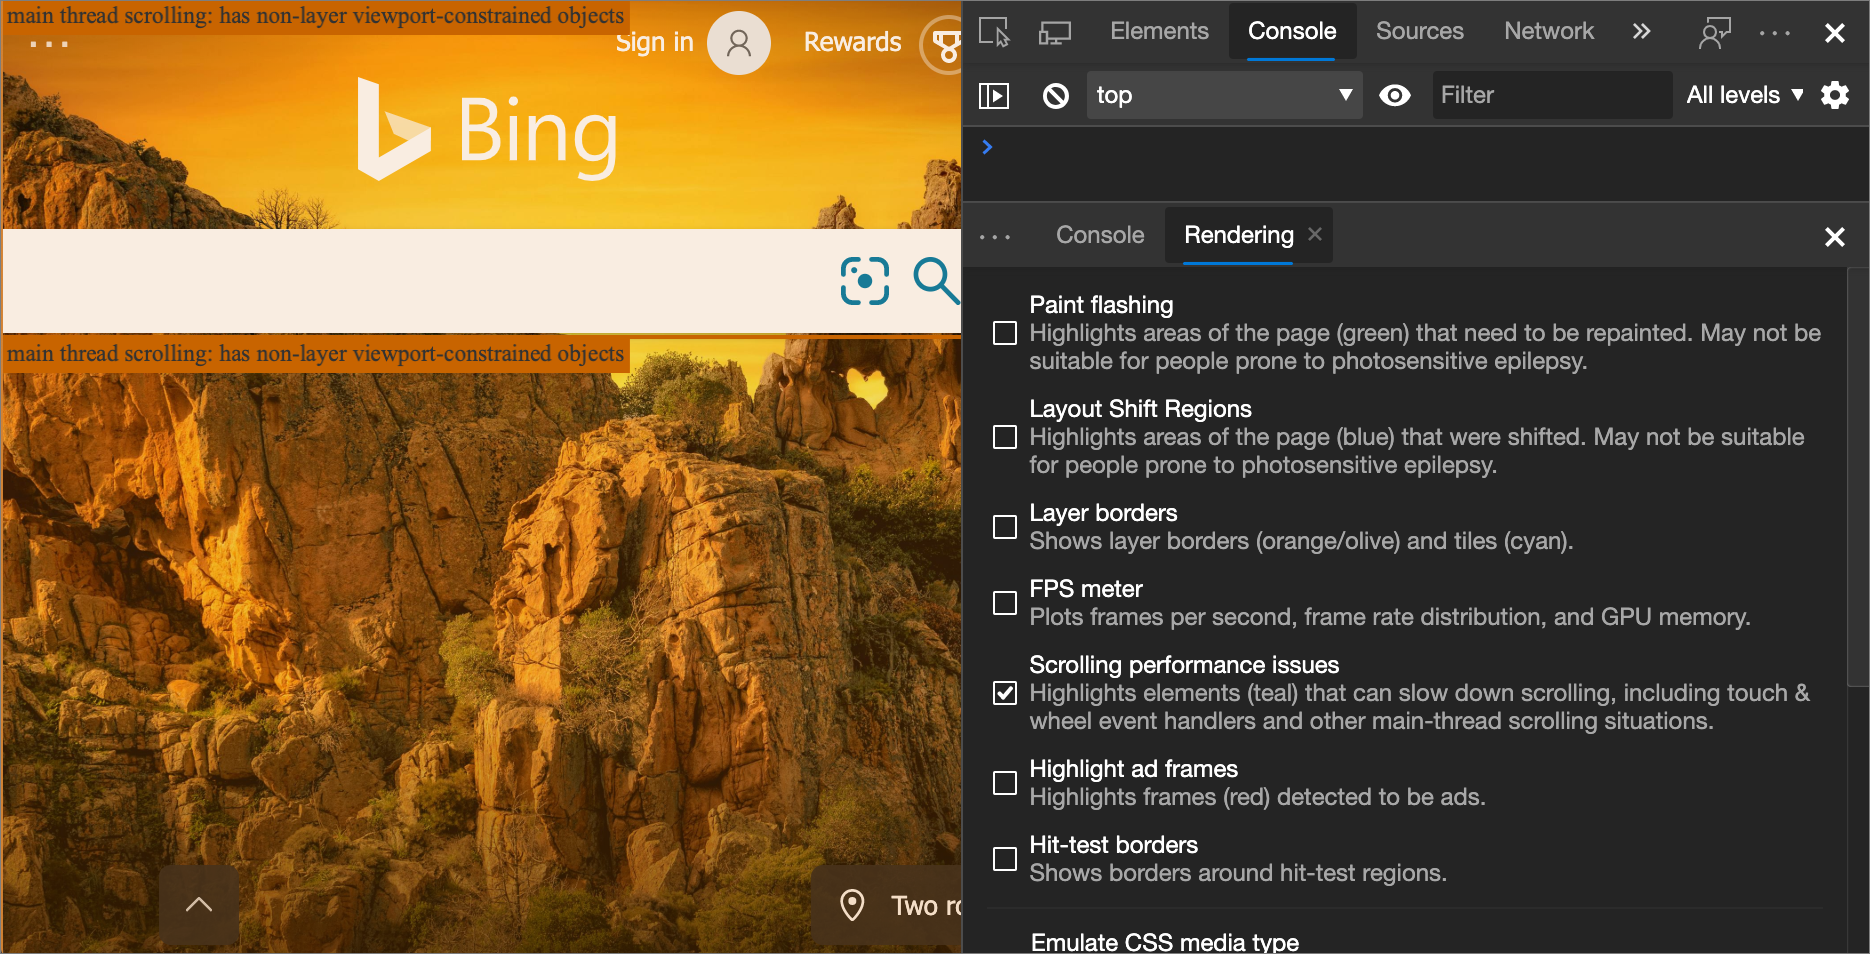 main thread scrolling: has non-layer viewport-constrained objects
Sign in
Rewards
Bing
main thread scrolling: has non-layer viewport-constrained objects
Two
Elements
Console
Sources
Network
top
Filter
All levels
Console
Rendering
Paint flashing
Highlights areas of the page (green) that need to be repainted. May not be
suitable for people prone to photosensitive epilepsy.
Layout Shift Regions
Highlights areas of the page (blue) that were shifted. May not be suitable
for people prone to photosensitive epilepsy.
Layer borders
Shows layer borders (orange/olive) and tiles (cyan).
FPS meter
Plots frames per second, frame rate distribution, and GPU memory.
Scrolling performance issues
Highlights elements (teal) that can slow down scrolling, including touch &
wheel event handlers and other main-thread scrolling situations.
Highlight ad frames
Highlights frames (red) detected to be ads.
Hit-test borders
Shows borders around hit-test regions.
Emulate CSS media type